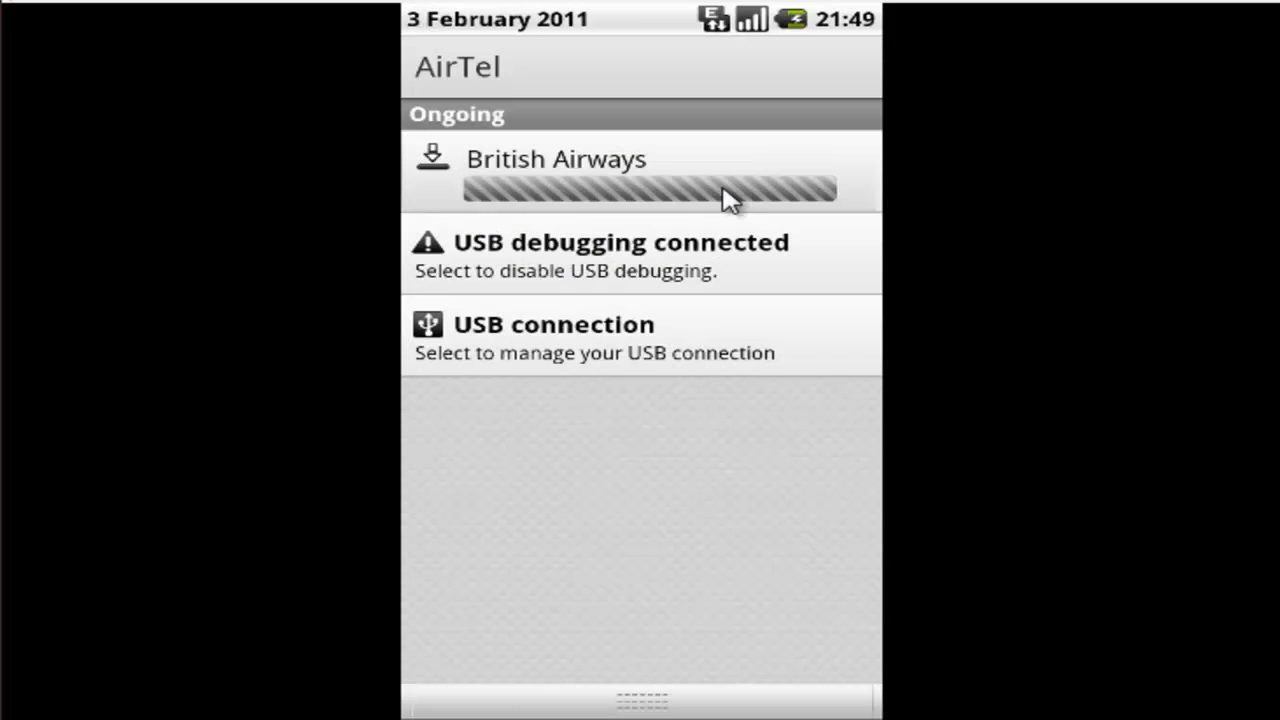 3 February 2011 E 21:49
AirTel
Ongoing
British Airways
USB debugging connected
Select to disable USB debugging.
USB connection
Select to manage your USB connection